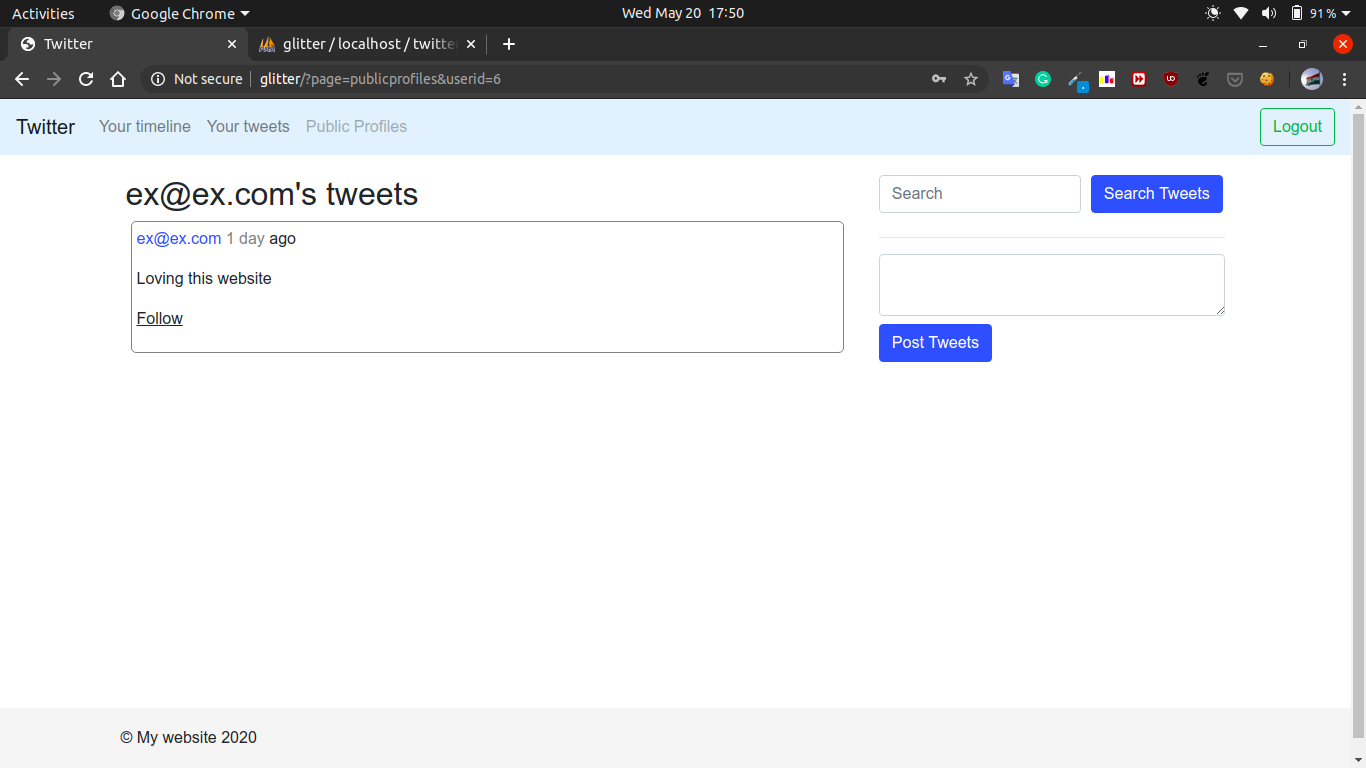 Activities Google Chrome Wed May 20 17:50 91%
Twitter glitter / localhost / twitte
Not secure glitter/?page=publicprofiles&userid=6
Twitter Your timeline Your tweets Public Profiles Logout
ex@ex.com's tweets
ex@ex.com 1 day ago
Loving this website
Follow
Search Search Tweets
Post Tweets
© My website 2020